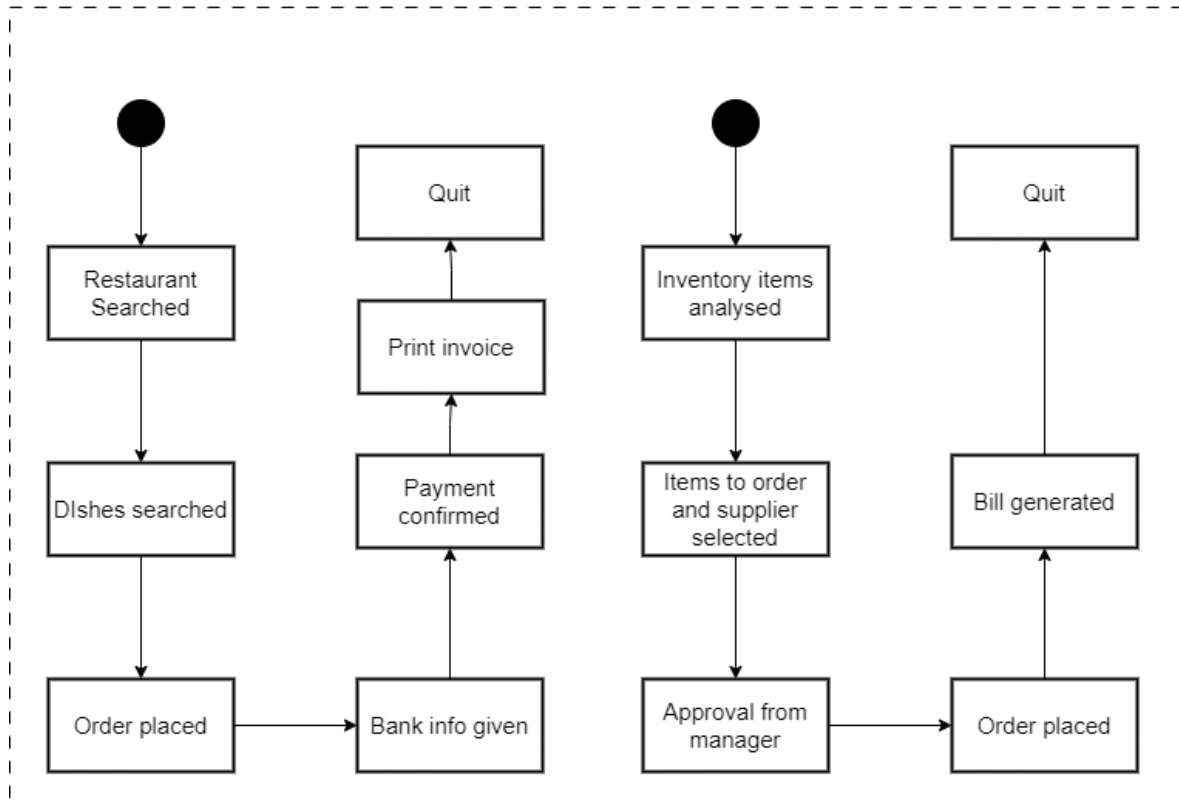 Restaurant
Searched
DIshes searched
Order placed
Bank info given
Payment
confirmed
Print invoice
Quit
Inventory items
analysed
Items to order
and supplier
selected
Approval from
manager
Order placed
Bill generated
Quit